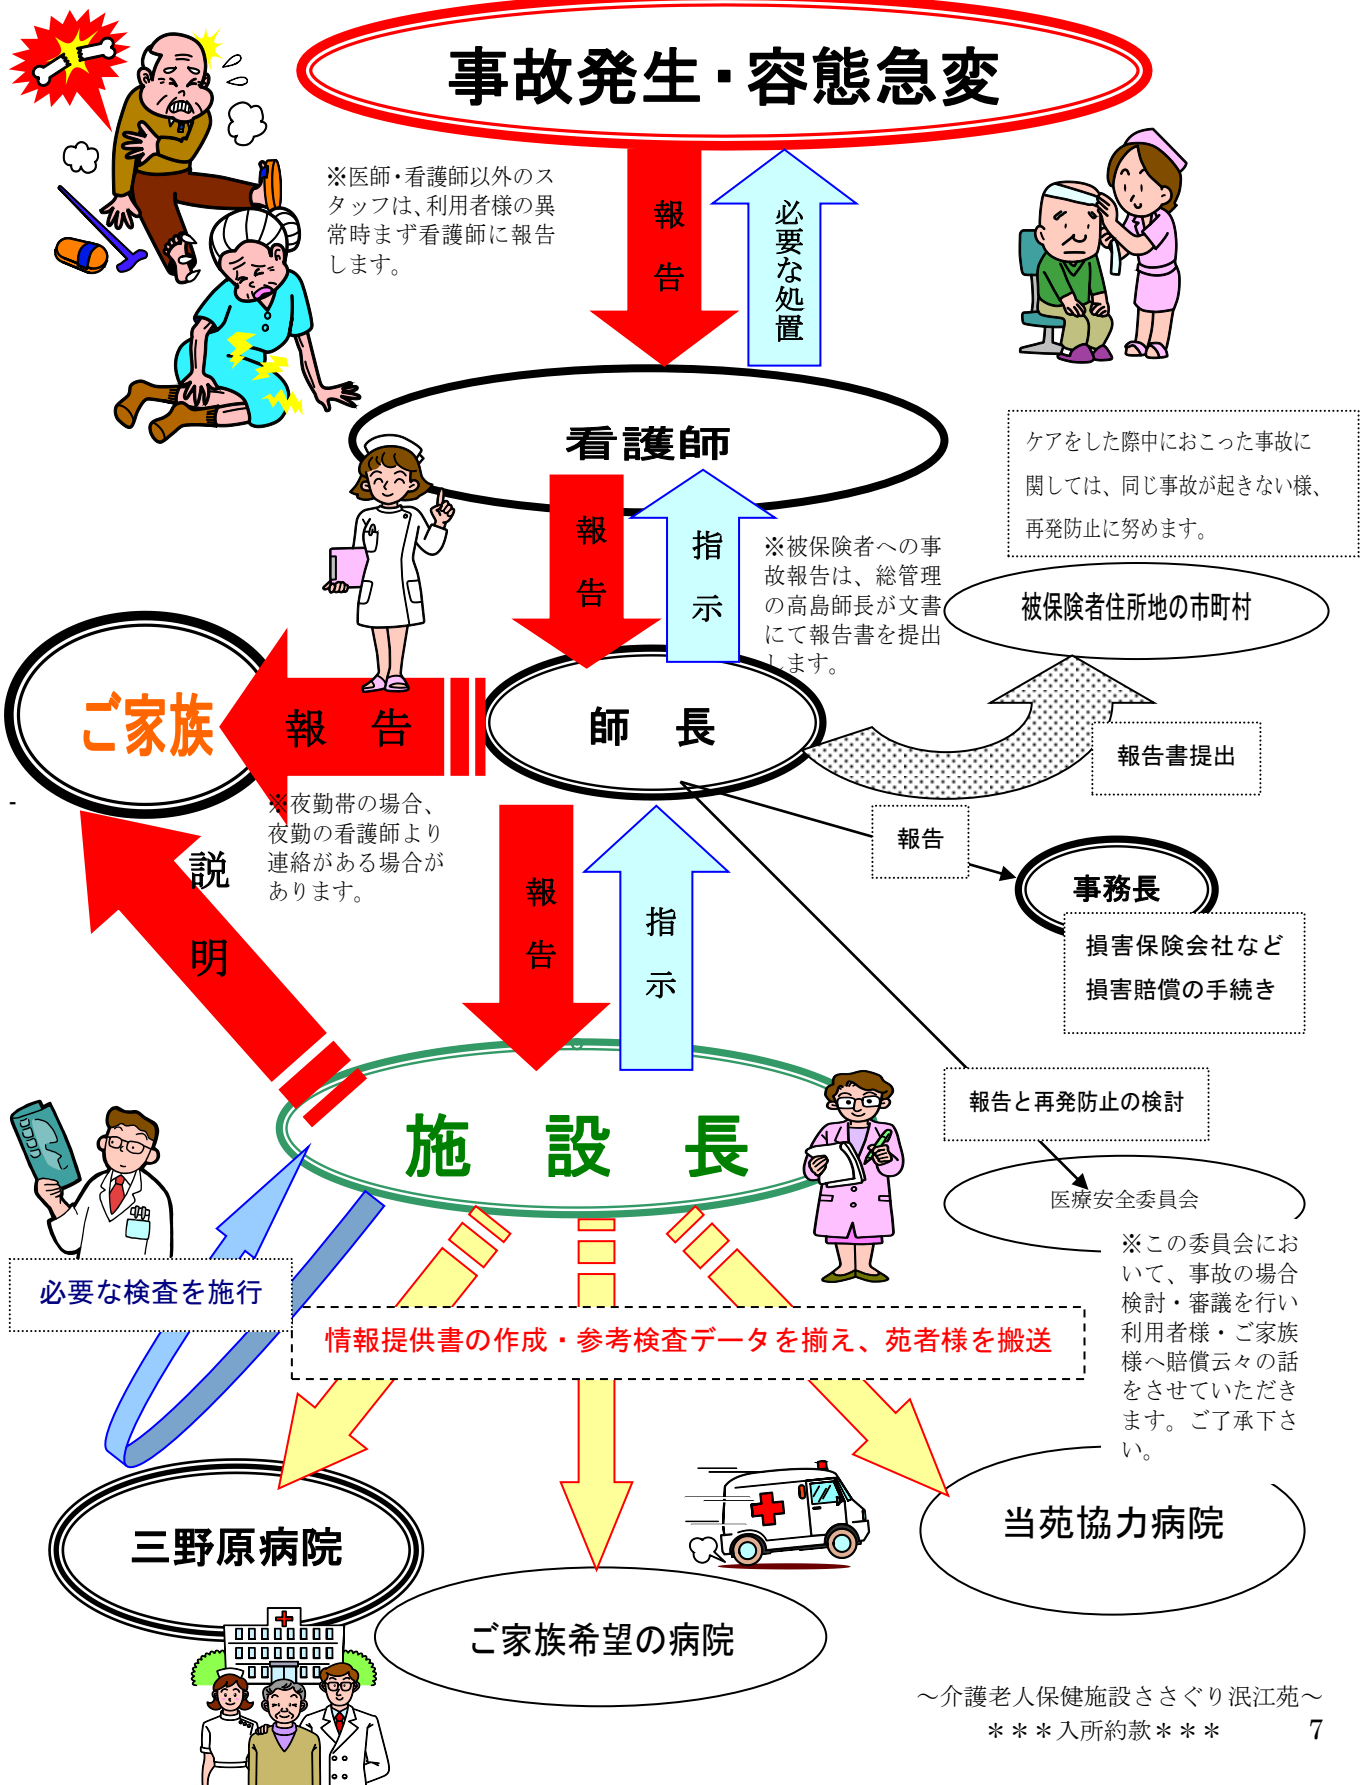 事故発生・容態急変
※医師・看護師以外のス
タッフは、利用者様の異
常時まず看護師に報告
します。
報告
必要な処置
看護師
ケアをした際中におこった事故に
関しては、同じ事故が起きない様、
再発防止に努めます。
報告
指示
※被保険者への事
故報告は、総管理
の高島師長が文書
にて報告書を提出
します。
被保険者住所地の市町村
ご家族
報告
師長
報告書提出
※夜勤帯の場合、
夜勤の看護師より
連絡がある場合が
あります。
説明
報告
指示
報告
事務長
損害保険会社など
損害賠償の手続き
報告と再発防止の検討
施設長
医療安全委員会
※この委員会にお
いて、事故の場合
検討・審議を行い
利用者様・ご家族
様へ賠償云々の話
をさせていただき
ます。ご了承下さ
い。
必要な検査を施行
情報提供書の作成・参考検査データを揃え、苑者様を搬送
三野原病院
ご家族希望の病院
当苑協力病院
～介護老人保健施設ささぐり泯江苑～
＊＊＊入所約款＊＊＊ 7